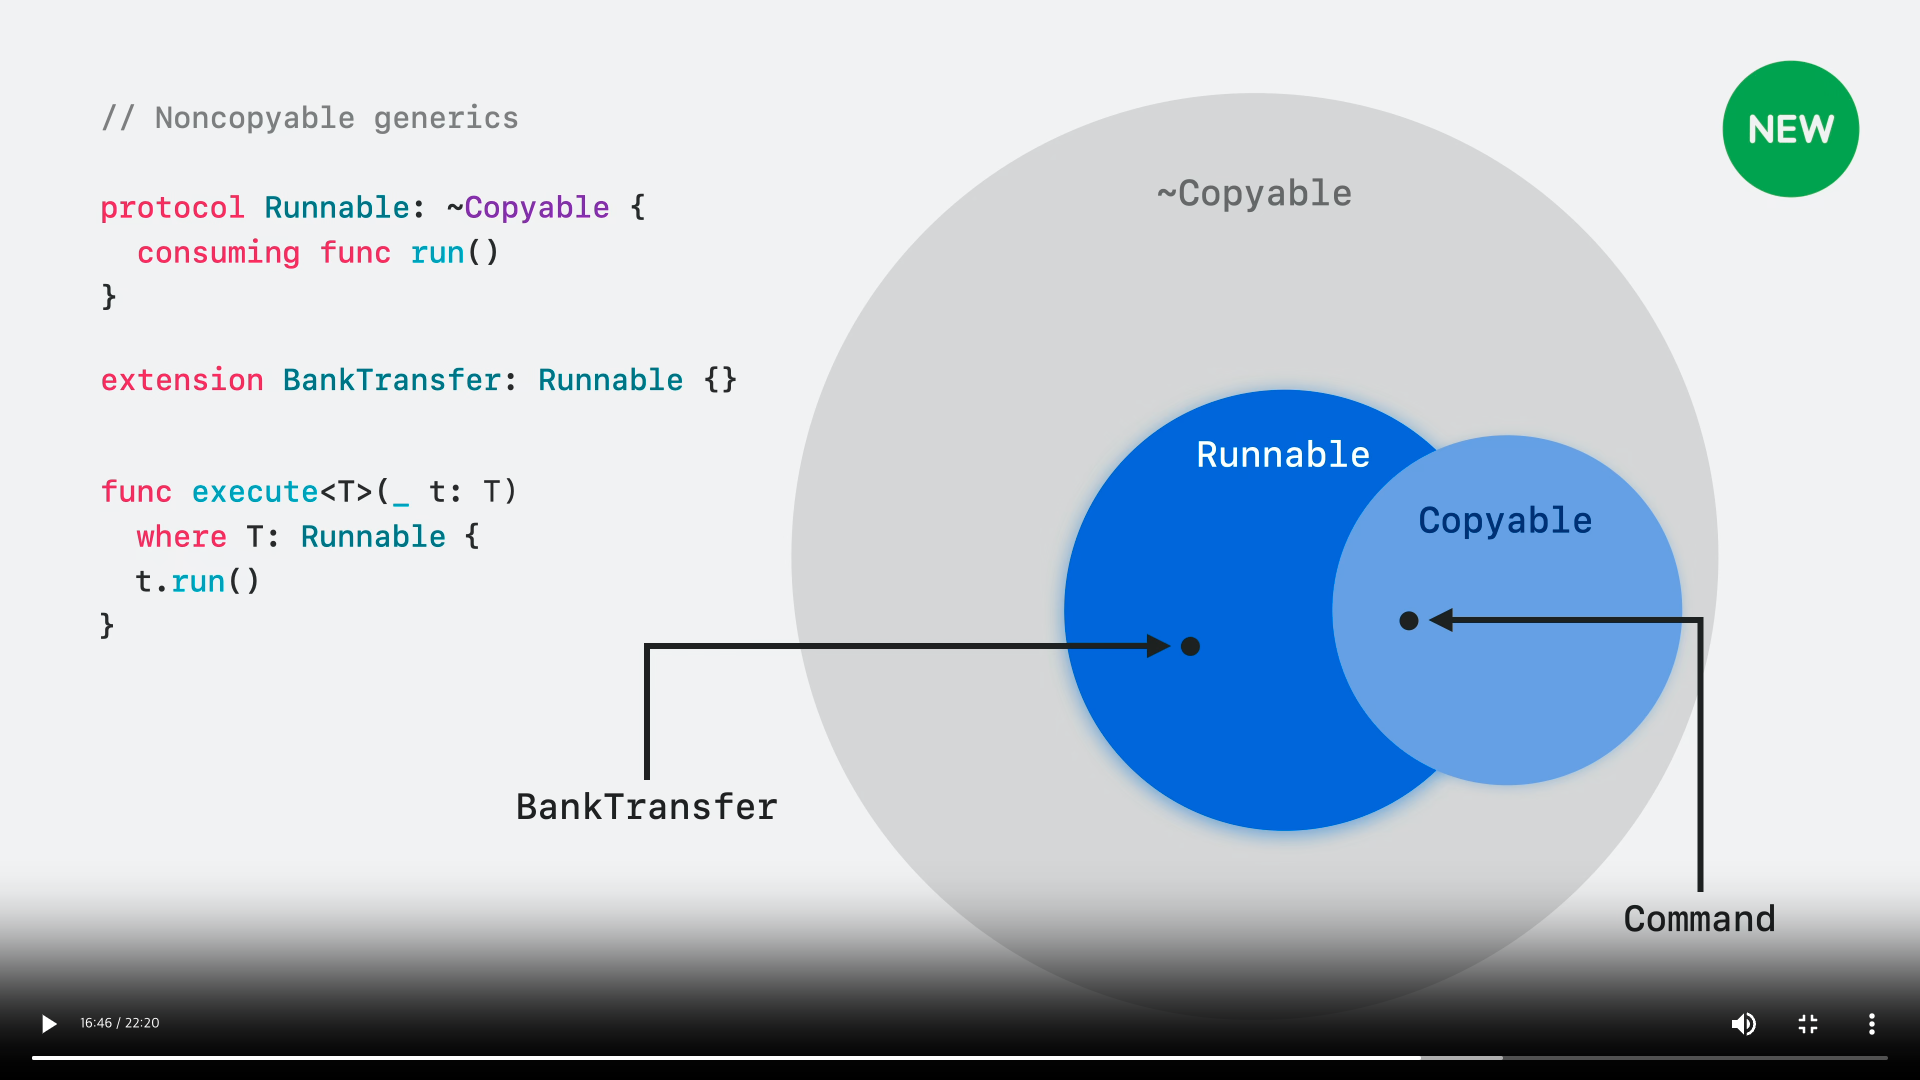 // Noncopyable generics
protocol Runnable: ~Copyable {
  consuming func run()
}
extension BankTransfer: Runnable {}
func execute<T>(_ t: T)
  where T: Runnable {
  t.run()
}
NEW
~Copyable
Runnable
Copyable
BankTransfer
Command
16:46 / 22:20